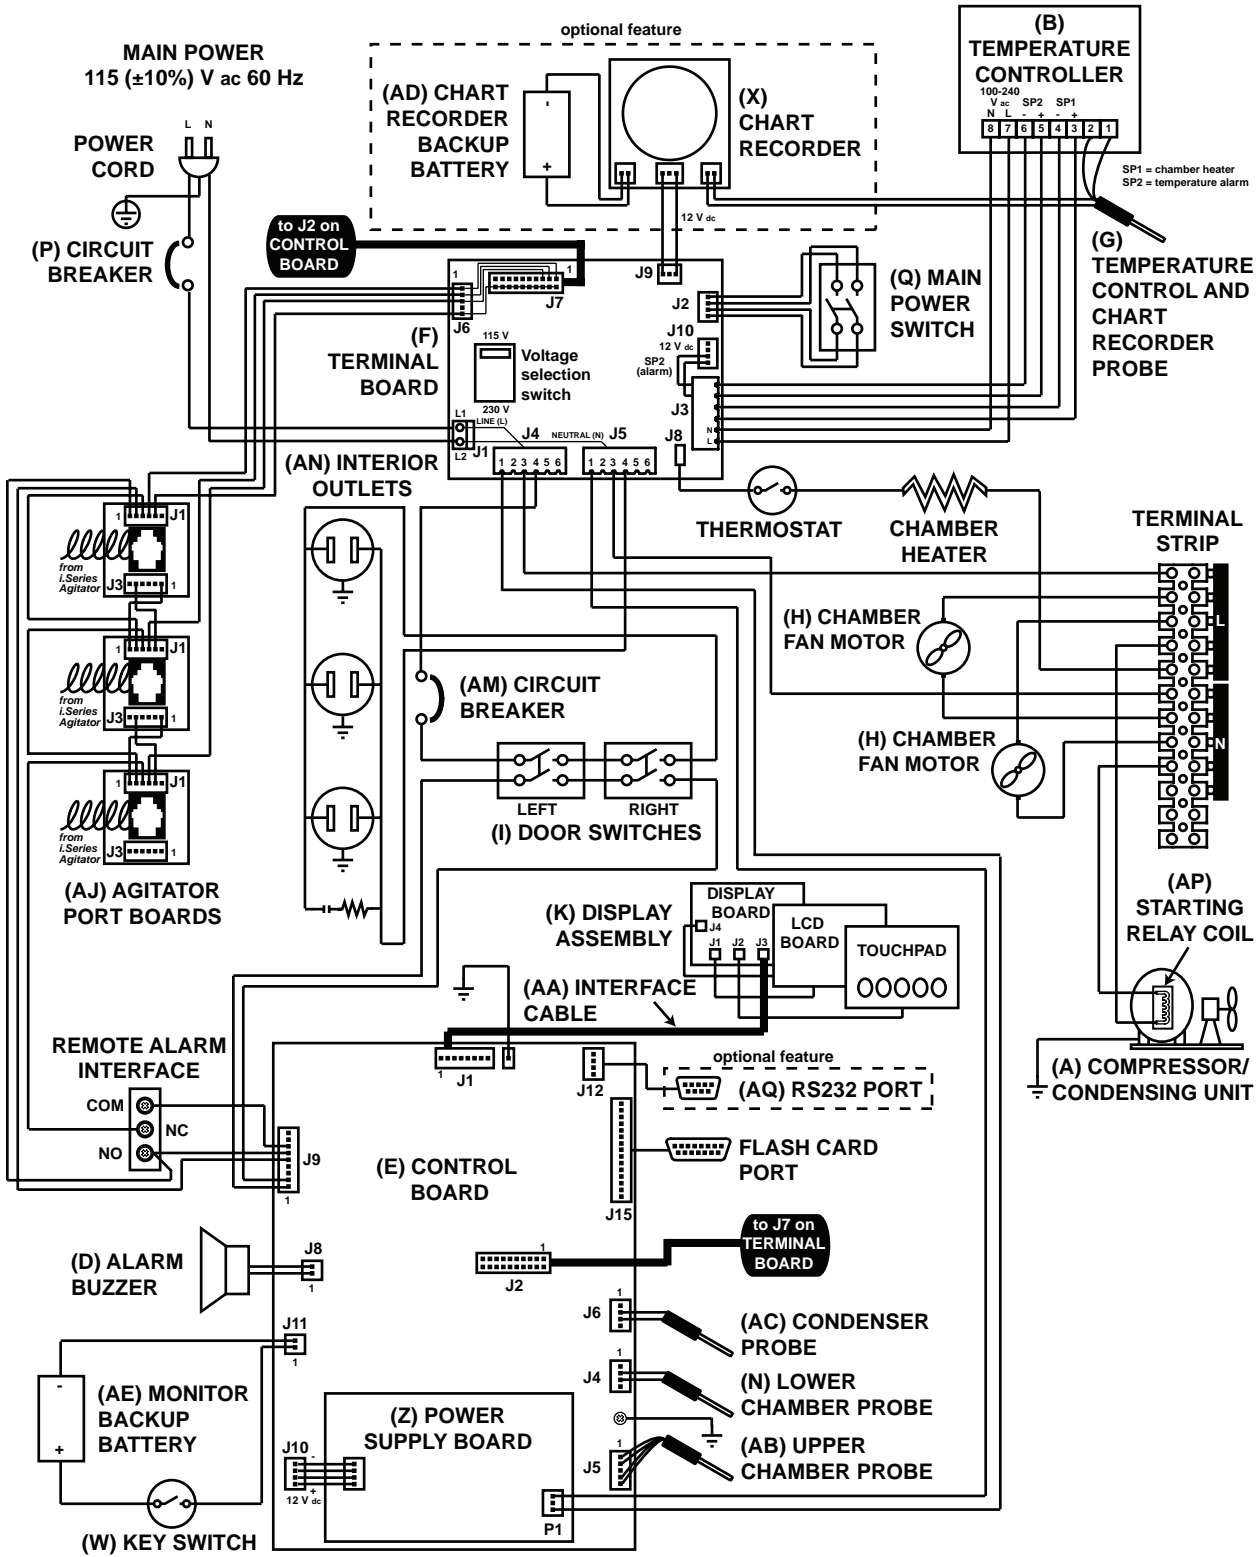 optional feature
MAIN POWER
115 (±10%) V ac 60 Hz
L N
POWER
CORD
(P) CIRCUIT
BREAKER
(AD) CHART
RECORDER
BACKUP
BATTERY
-
+
(X)
CHART
RECORDER
12 V dc
(B)
TEMPERATURE
CONTROLLER
100-240
V ac SP2 SP1
N L - + - +
8 7 6 5 4 3 2 1
SP1 = chamber heater
SP2 = temperature alarm
(G)
TEMPERATURE
CONTROL AND
CHART
RECORDER
PROBE
to J2 on
CONTROL
BOARD
(F)
TERMINAL
BOARD
1
J6
1
J7
J9
J2
J10
12 V dc
SP2
(alarm)
J3
N
L
J8
115 V
Voltage
selection
switch
230 V
L1
LINE (L)
L2
J1
J4
NEUTRAL (N)
J5
1 2 3 4 5 6
1 2 3 4 5 6
(Q) MAIN
POWER
SWITCH
(AN) INTERIOR
OUTLETS
THERMOSTAT
CHAMBER
HEATER
TERMINAL
STRIP
L
N
(H) CHAMBER
FAN MOTOR
(H) CHAMBER
FAN MOTOR
1
J1
from
i.Series
Agitator
J3
1
1
J1
from
i.Series
Agitator
J3
1
1
J1
from
i.Series
Agitator
J3
1
(AJ) AGITATOR
PORT BOARDS
(AM) CIRCUIT
BREAKER
LEFT
RIGHT
(I) DOOR SWITCHES
(K) DISPLAY
ASSEMBLY
DISPLAY
BOARD
J4
J1 J2 J3
LCD
BOARD
TOUCHPAD
(AA) INTERFACE
CABLE
(AP)
STARTING
RELAY COIL
(A) COMPRESSOR/
CONDENSING UNIT
REMOTE ALARM
INTERFACE
COM
NC
NO
J9
1
1
J1
J12
optional feature
(AQ) RS232 PORT
(E) CONTROL
BOARD
J15
FLASH CARD
PORT
(D) ALARM
BUZZER
J8
1
1
J2
to J7 on
TERMINAL
BOARD
J11
1
1
J6
(AC) CONDENSER
PROBE
1
J4
(N) LOWER
CHAMBER PROBE
1
J5
(AB) UPPER
CHAMBER PROBE
-
+
(AE) MONITOR
BACKUP
BATTERY
(Z) POWER
SUPPLY BOARD
J10
-
+
12 V dc
P1
(W) KEY SWITCH